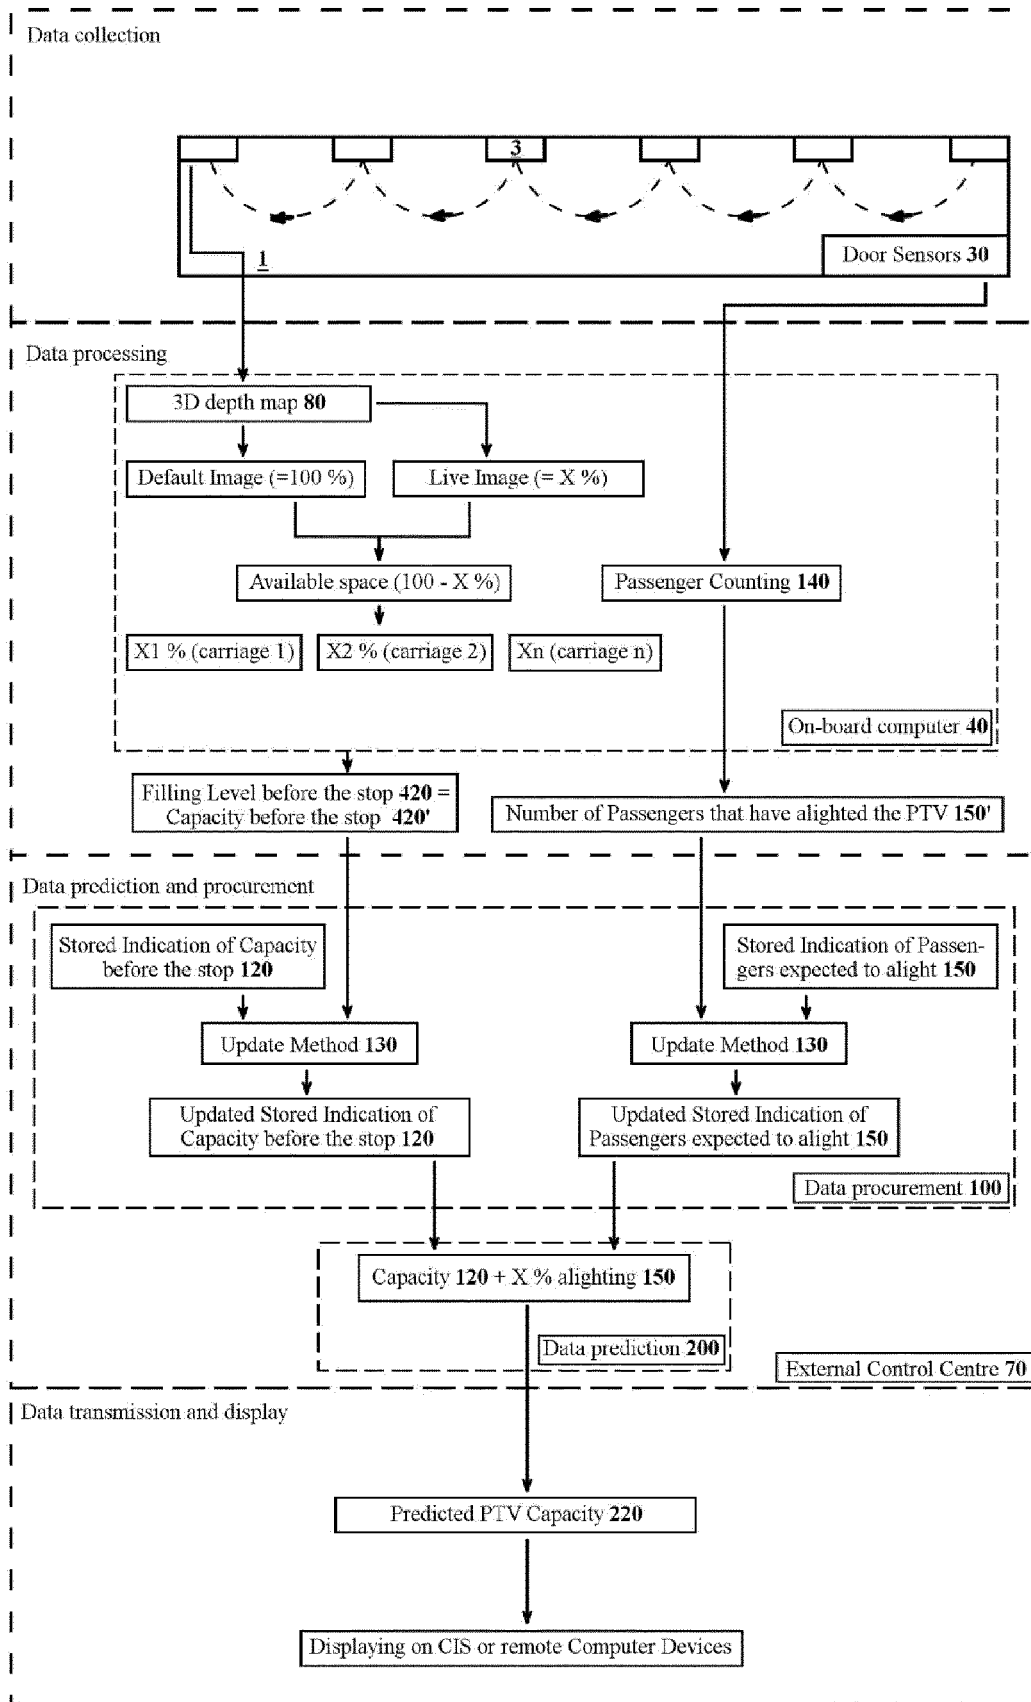 Data collection
3
1
Door Sensors 30
Data processing
3D depth map 80
Default Image (=100 %)
Live Image (= X %)
Available space (100 - X %)
Passenger Counting 140
X1 % (carriage 1)
X2 % (carriage 2)
Xn (carriage n)
On-board computer 40
Filling Level before the stop 420 =
Capacity before the stop 420'
Number of Passengers that have alighted the PTV 150'
Data prediction and procurement
Stored Indication of Capacity
before the stop 120
Stored Indication of Passen-
gers expected to alight 150
Update Method 130
Update Method 130
Updated Stored Indication of
Capacity before the stop 120
Updated Stored Indication of
Passengers expected to alight 150
Data procurement 100
Capacity 120 + X % alighting 150
Data prediction 200
External Control Centre 70
Data transmission and display
Predicted PTV Capacity 220
Displaying on CIS or remote Computer Devices